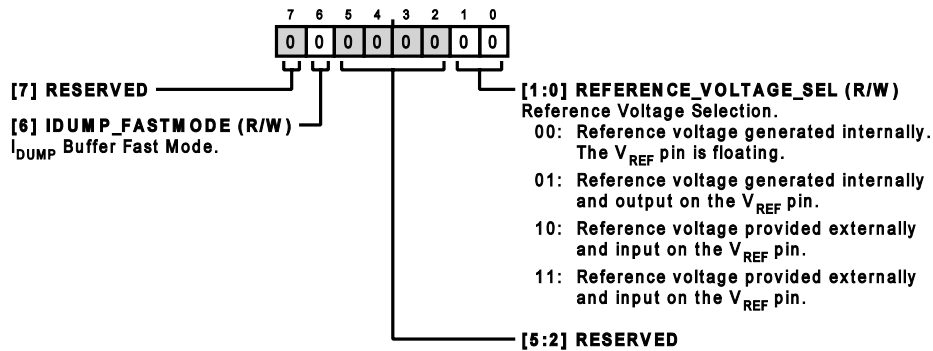 7 6 5 4 3 2 1 0
0 0 0 0 0 0 0 0
[7] RESERVED
[6] IDUMP_FASTMODE (R/W)
IDUMP Buffer Fast Mode.
[1:0] REFERENCE_VOLTAGE_SEL (R/W)
Reference Voltage Selection.
00: Reference voltage generated internally.
The VREF pin is floating.
01: Reference voltage generated internally
and output on the VREF pin.
10: Reference voltage provided externally
and input on the VREF pin.
11: Reference voltage provided externally
and input on the VREF pin.
[5:2] RESERVED